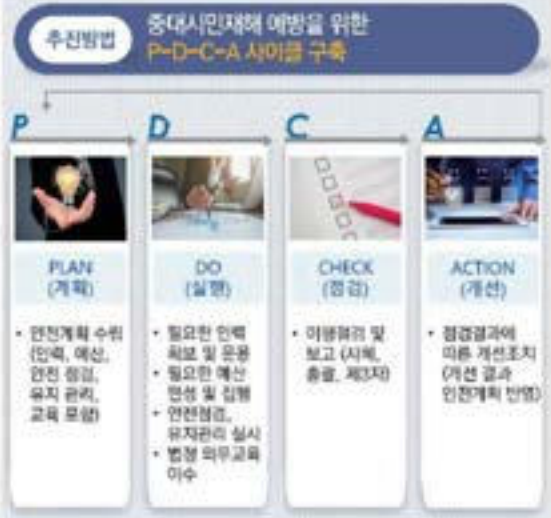 추진방법
중대시민재해 예방을 위한
P-D-C-A 사이클 구축
P
D
C
A
PLAN
(계획)
DO
(실행)
CHECK
(점검)
ACTION
(개선)
• 안전계획 수립
(인력, 예산,
안전 점검,
유지 관리,
교육 포함)
• 필요한 인력
확보 및 운용
• 필요한 예산
편성 및 집행
• 안전점검,
유지관리 실시
• 법정 의무교육
이수
• 이행점검 및
보고 (자체,
총괄, 제3자)
• 점검결과에
따른 개선조치
(개선 결과
안전계획 반영)